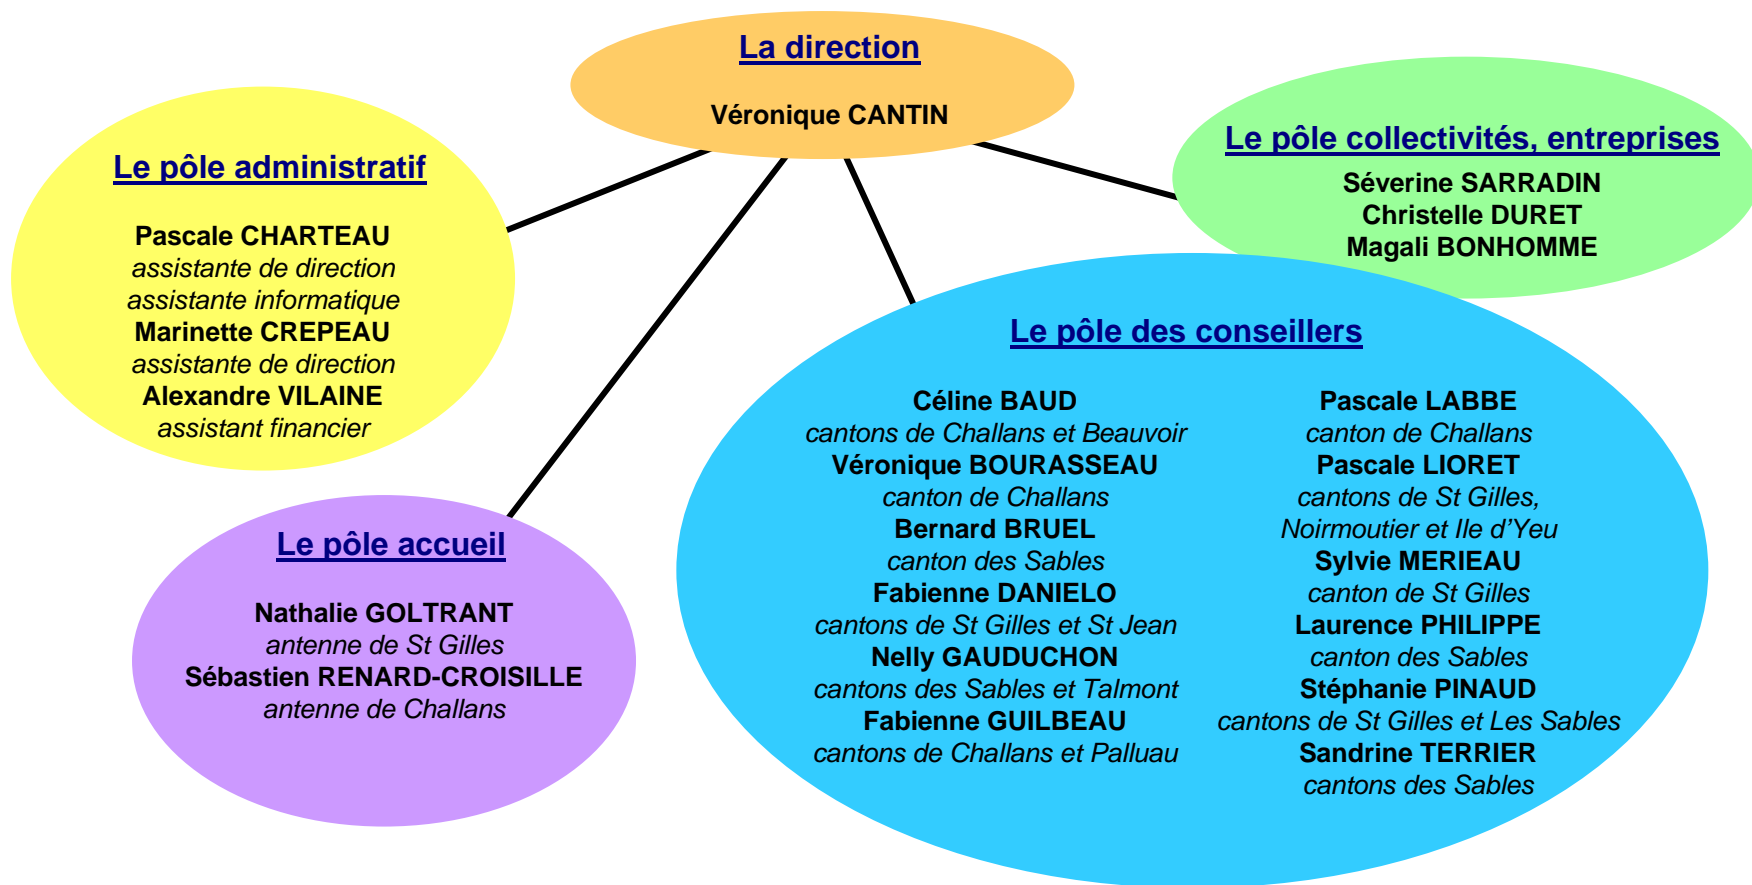 La direction
Véronique CANTIN
Le pôle administratif
Pascale CHARTEAU
assistante de direction
assistante informatique
Marinette CREPEAU
assistante de direction
Alexandre VILAINE
assistant financier
Le pôle collectivités, entreprises
Séverine SARRADIN
Christelle DURET
Magali BONHOMME
Le pôle accueil
Nathalie GOLTRANT
antenne de St Gilles
Sébastien RENARD-CROISILLE
antenne de Challans
Le pôle des conseillers
Céline BAUD
cantons de Challans et Beauvoir
Véronique BOURASSEAU
canton de Challans
Bernard BRUEL
canton des Sables
Fabienne DANIELO
cantons de St Gilles et St Jean
Nelly GAUDUCHON
cantons des Sables et Talmont
Fabienne GUILBEAU
cantons de Challans et Palluau
Pascale LABBE
canton de Challans
Pascale LIORET
cantons de St Gilles,
Noirmoutier et Ile d’Yeu
Sylvie MERIEAU
canton de St Gilles
Laurence PHILIPPE
canton des Sables
Stéphanie PINAUD
cantons de St Gilles et Les Sables
Sandrine TERRIER
cantons des Sables